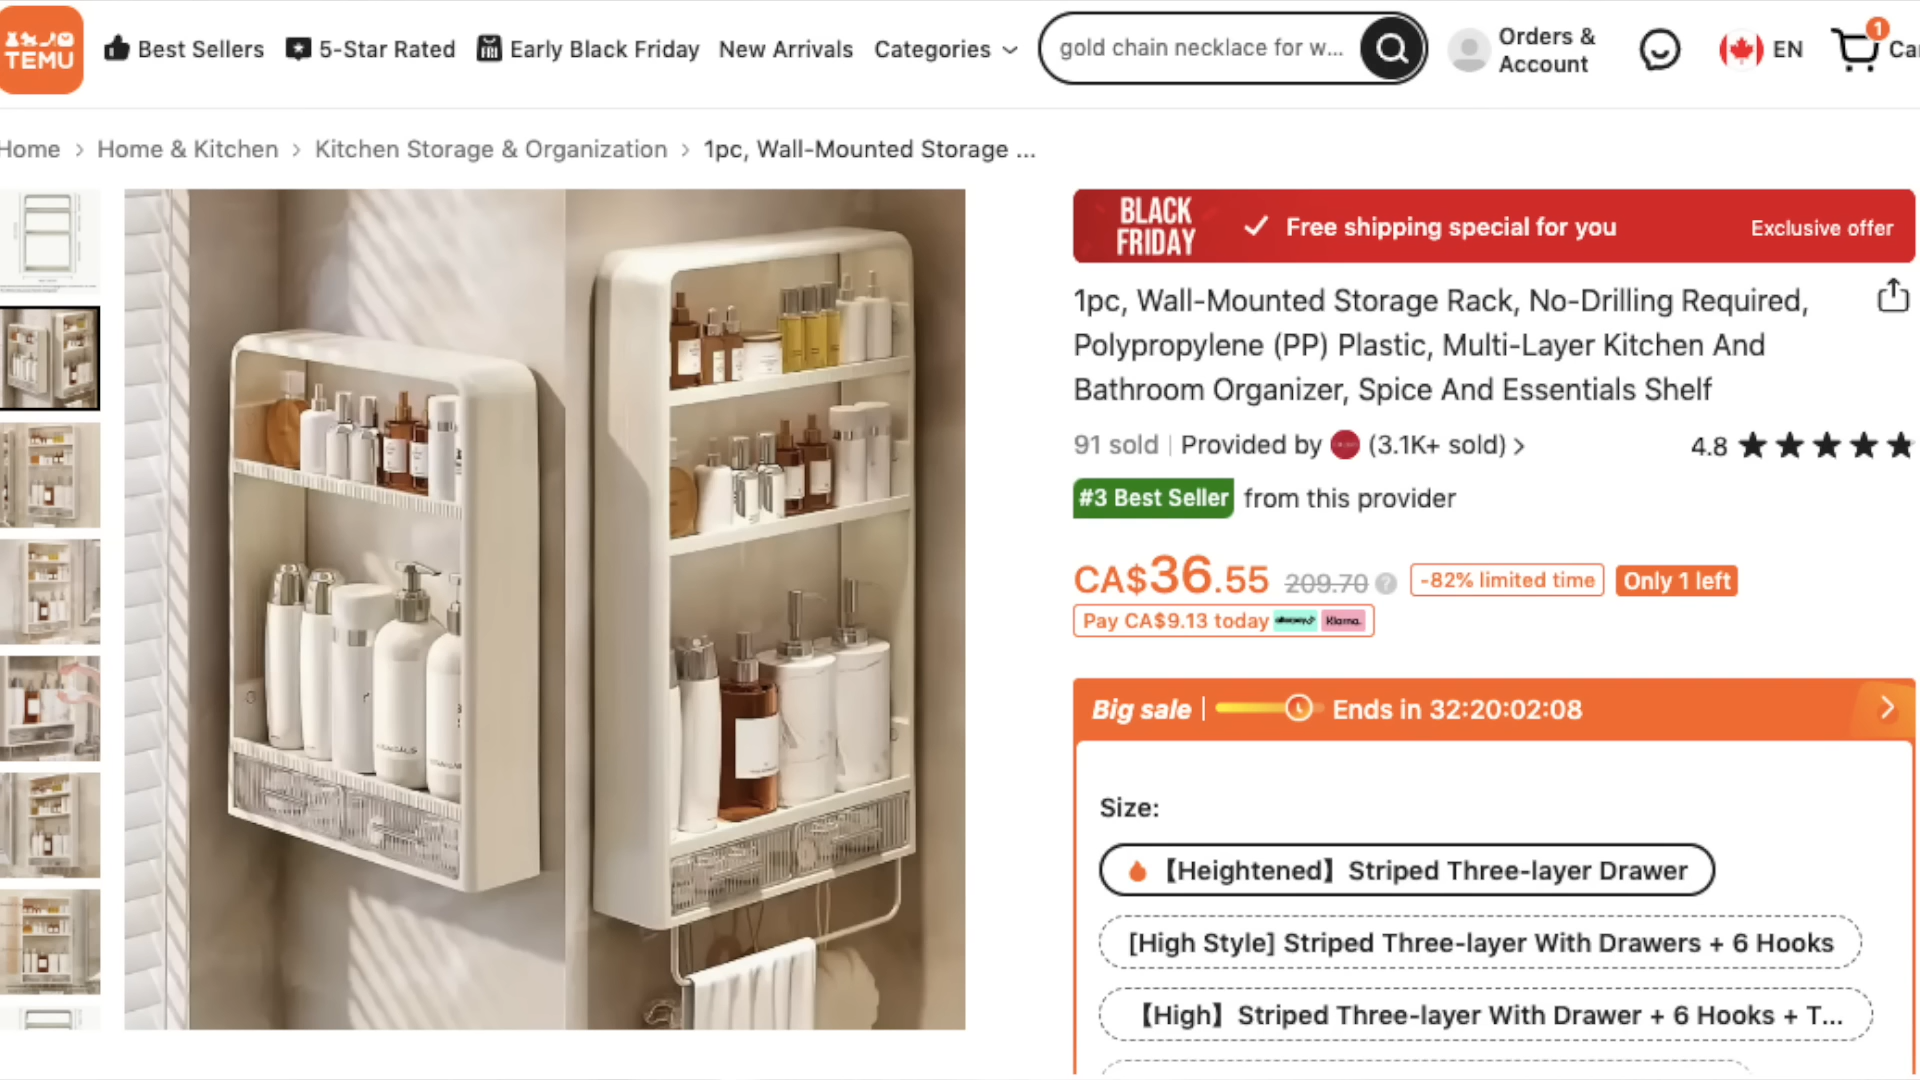 TEMU
Best Sellers
5-Star Rated
Early Black Friday
New Arrivals
Categories
gold chain necklace for w...
Orders &
Account
EN
1
Home > Home & Kitchen > Kitchen Storage & Organization > 1pc, Wall-Mounted Storage ...
BLACK
FRIDAY
Free shipping special for you
Exclusive offer
1pc, Wall-Mounted Storage Rack, No-Drilling Required,
Polypropylene (PP) Plastic, Multi-Layer Kitchen And
Bathroom Organizer, Spice And Essentials Shelf
91 sold | Provided by (3.1K+ sold) >
4.8
#3 Best Seller from this provider
CA$36.55 209.70 ? -82% limited time Only 1 left
Pay CA$9.13 today afterpay Klarna.
Big sale | Ends in 32:20:02:08
Size:
【Heightened】Striped Three-layer Drawer
[High Style] Striped Three-layer With Drawers + 6 Hooks
【High】Striped Three-layer With Drawer + 6 Hooks + T...